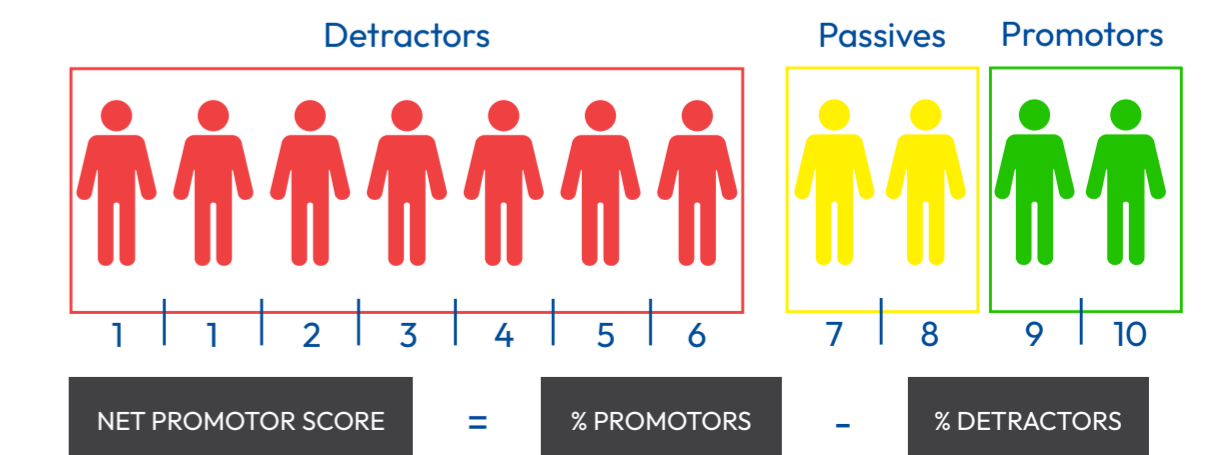 Detractors Passives Promotors
1 1 2 3 4 5 6 7 8 9 10
NET PROMOTOR SCORE = % PROMOTORS - % DETRACTORS